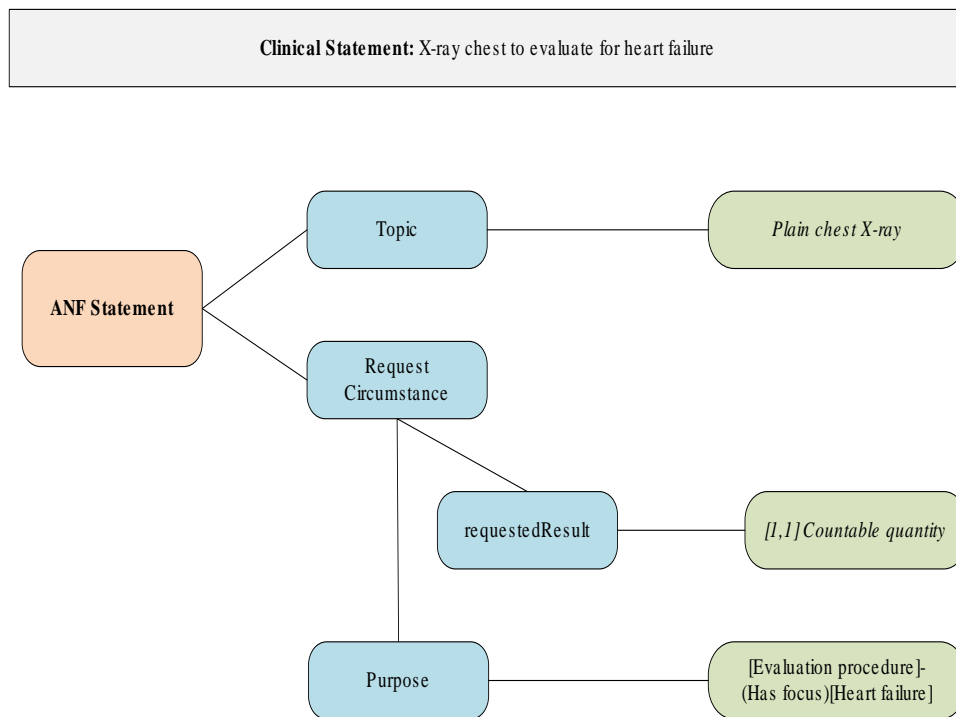 Clinical Statement: X-ray chest to evaluate for heart failure
Topic
Plain chest X-ray
ANF Statement
Request
Circumstance
requestedResult
[1,1] Countable quantity
Purpose
[Evaluation procedure]-
(Has focus)[Heart failure]